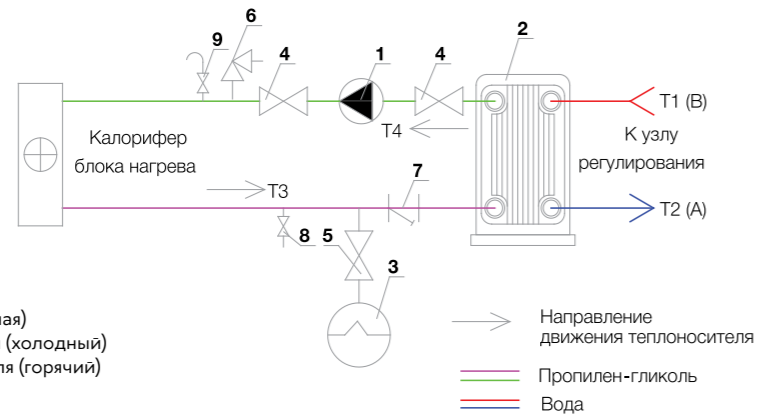 6
9
2
4
1
4
T1 (B)
T4
Калорифер
блока нагрева
К узлу
регулирования
7
T3
T2 (A)
8
5
3
(холодный)
(горячий)
Направление
движения теплоносителя
Пропилен-гликоль
Вода